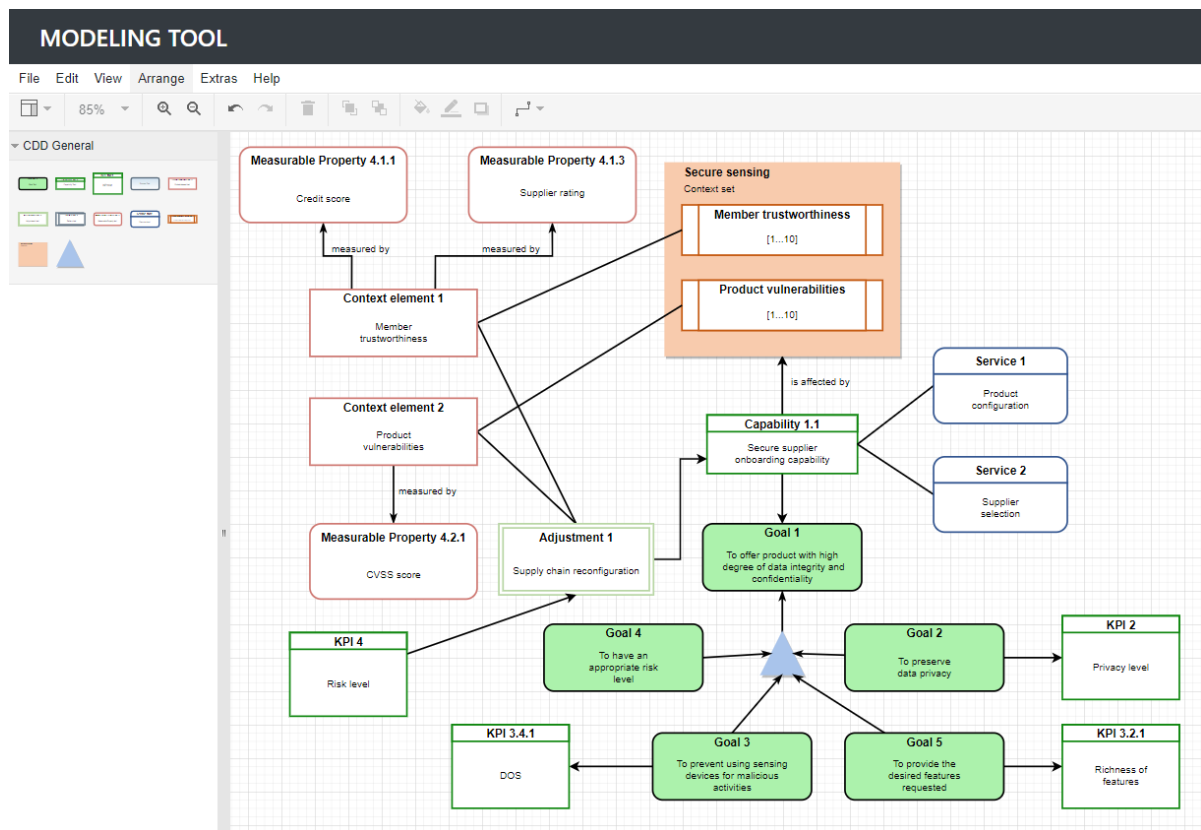 MODELING TOOL
File Edit View Arrange Extras Help
85%
CDD General
Measurable Property 4.1.1
Credit score
Measurable Property 4.1.3
Supplier rating
measured by
measured by
Secure sensing
Context set
Member trustworthiness
[1...10]
Product vulnerabilities
[1...10]
Context element 1
Member
trustworthiness
Context element 2
Product
vulnerabilities
measured by
is affected by
Service 1
Product
configuration
Capability 1.1
Secure supplier
onboarding capability
Service 2
Supplier
selection
Measurable Property 4.2.1
CVSS score
Adjustment 1
Supply chain reconfiguration
Goal 1
To offer product with high
degree of data integrity and
confidentiality
KPI 4
Risk level
Goal 4
To have an
appropriate risk
level
Goal 2
To preserve
data privacy
KPI 2
Privacy level
KPI 3.4.1
DOS
Goal 3
To prevent using sensing
devices for malicious
activities
Goal 5
To provide the
desired features
requested
KPI 3.2.1
Richness of
features